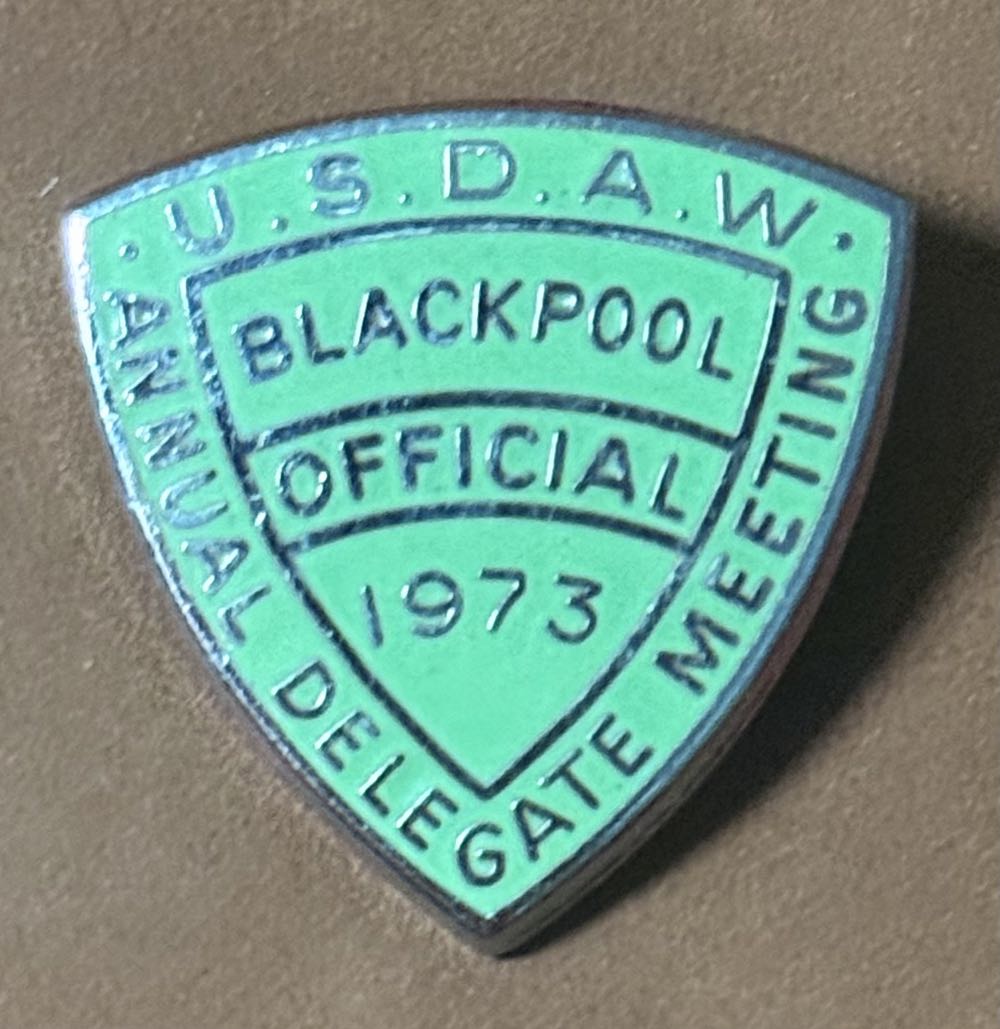 · U.S.D.A.W ·
BLACKPOOL
OFFICIAL
1973
ANNUAL DELEGATE MEETING